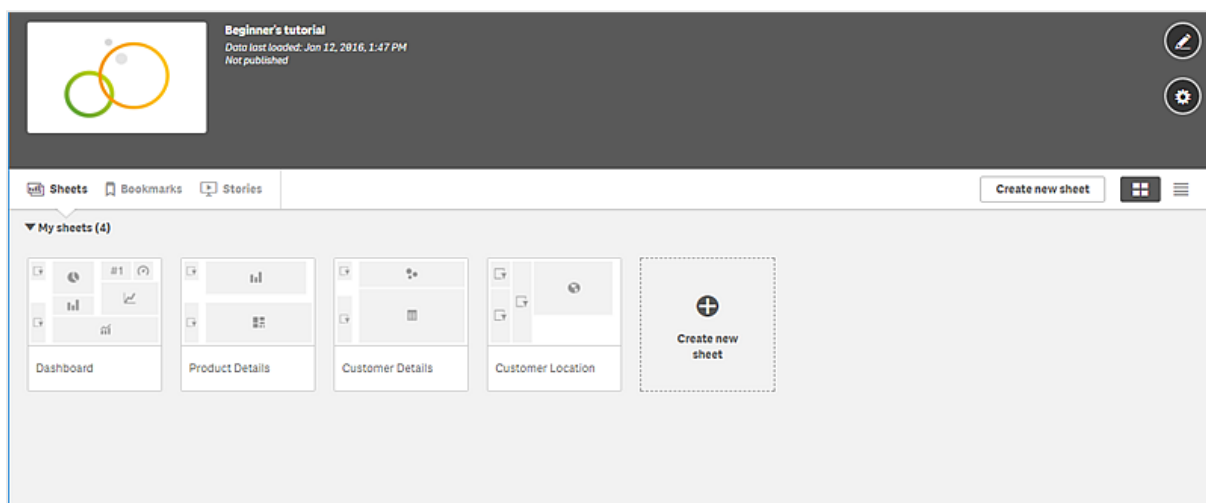 Beginner's tutorial
Data last loaded: Jan 12, 2016, 1:47 PM
Not published
Sheets
Bookmarks
Stories
Create new sheet
My sheets (4)
#1
Dashboard
Product Details
Customer Details
Customer Location
Create new
sheet